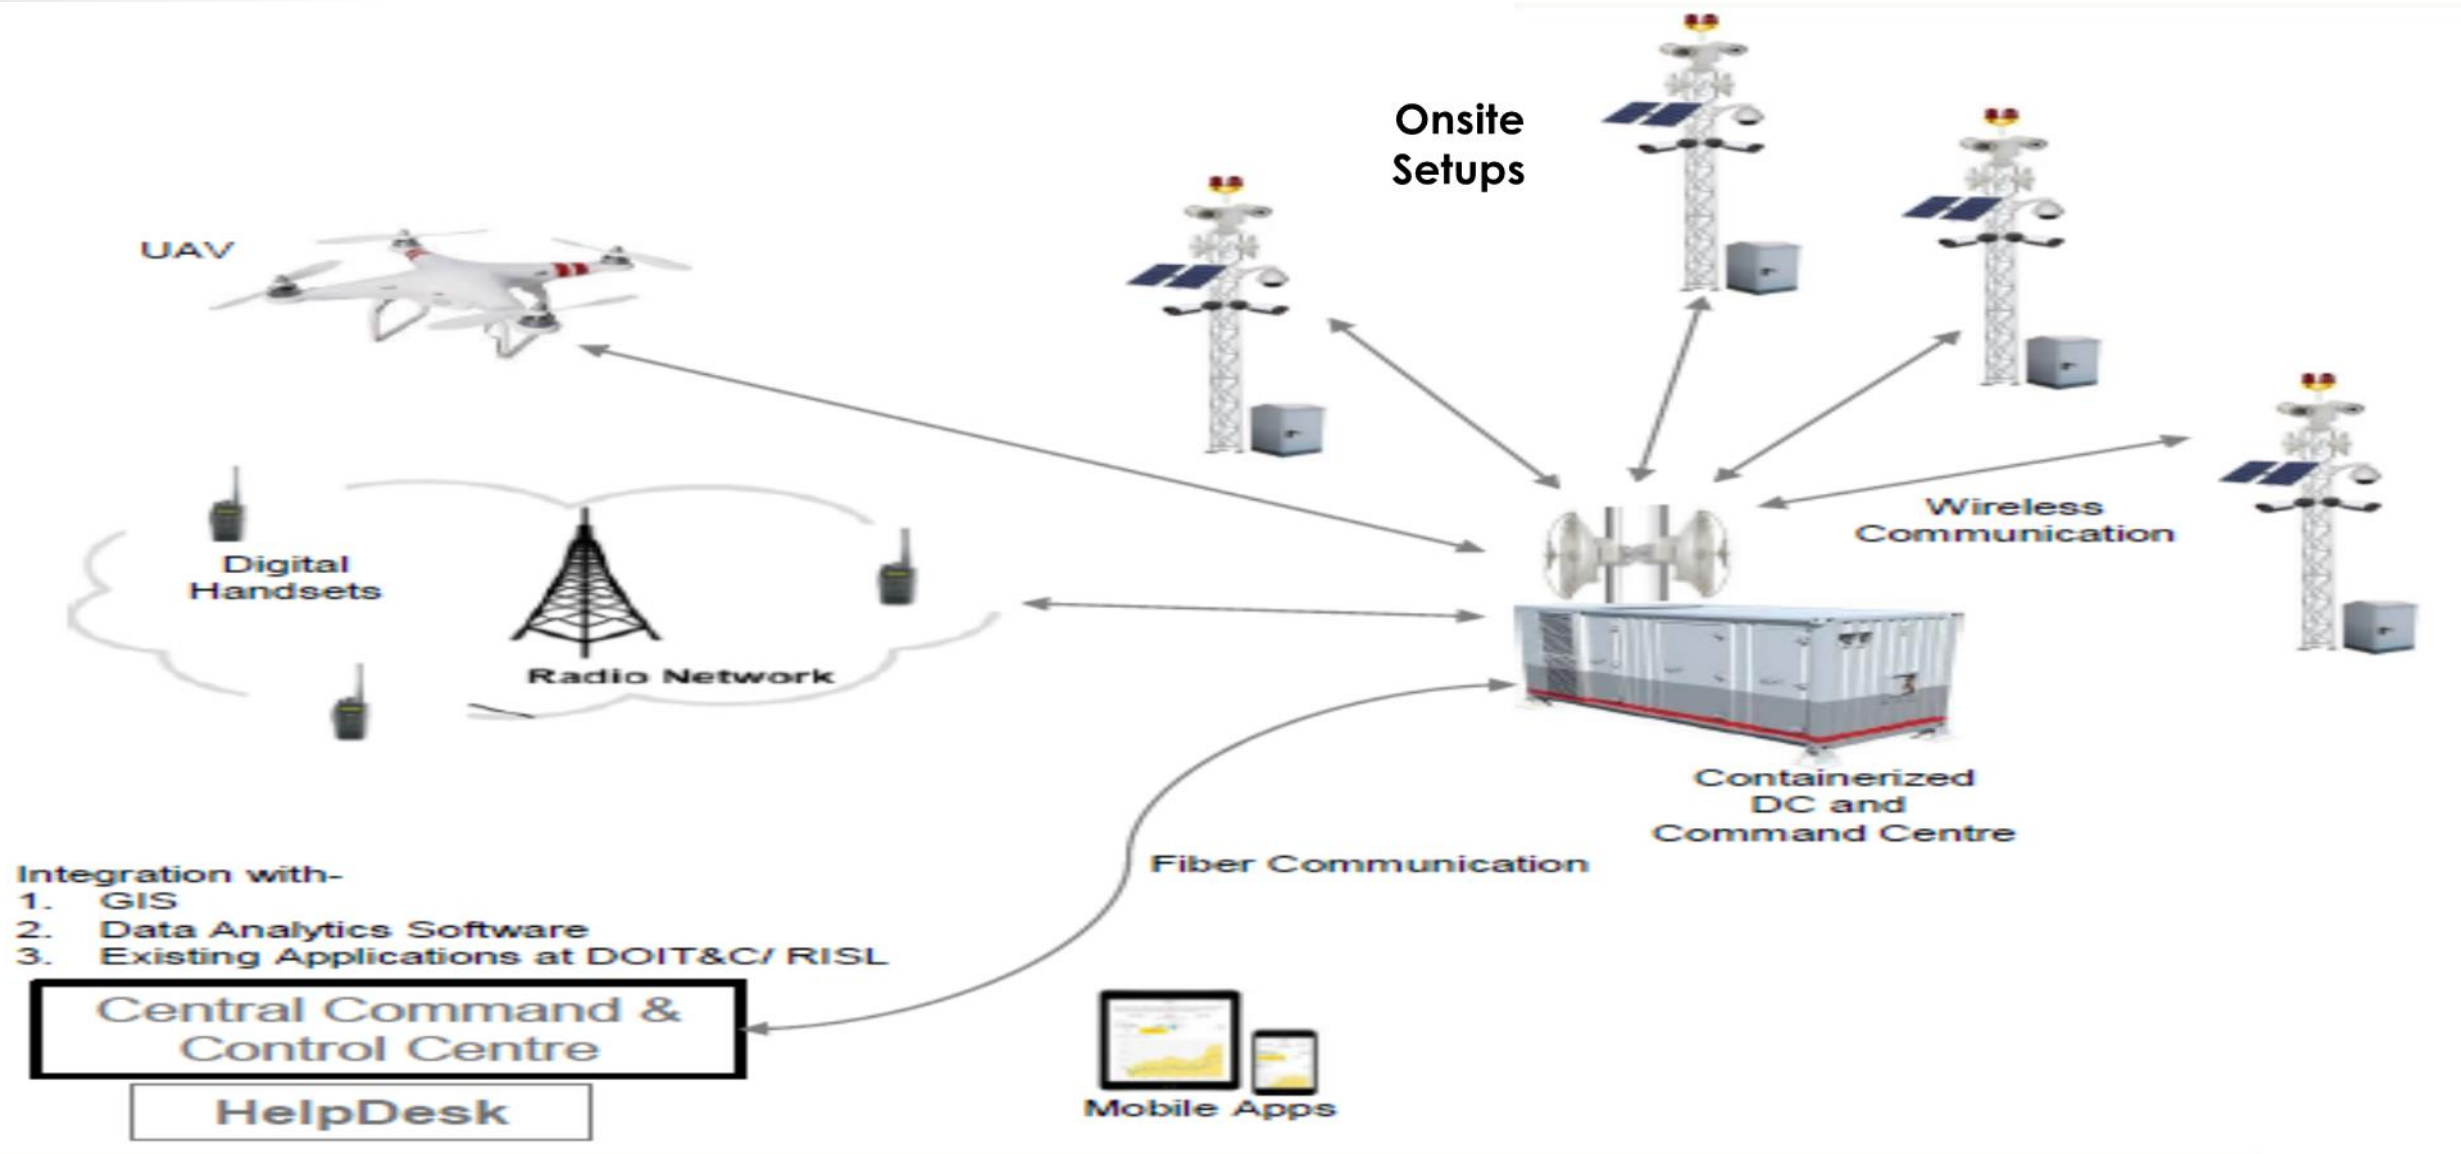 Onsite
Setups
UAV
Digital
Handsets
Radio Network
Wireless
Communication
Containerized
DC and
Command Centre
Fiber Communication
Integration with-
1. GIS
2. Data Analytics Software
3. Existing Applications at DOIT&C/ RISL
Central Command &
Control Centre
HelpDesk
Mobile Apps